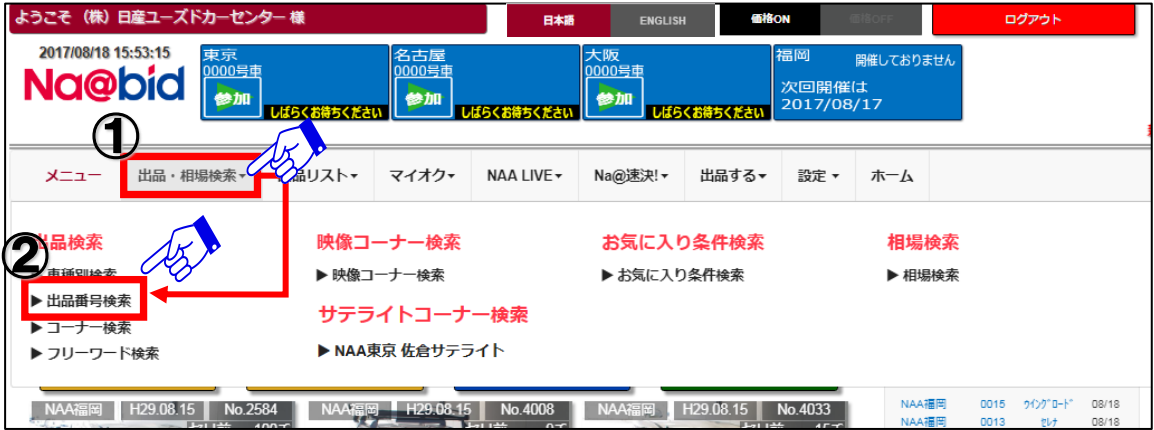 ようこそ (株) 日産ユーズドカーセンター 様
日本語 ENGLISH 価格ON 価格OFF ログアウト
2017/08/18 15:53:15
Na@bid
東京
0000号車
参加
しばらくお待ちください
名古屋
0000号車
参加
しばらくお待ちください
大阪
0000号車
参加
しばらくお待ちください
福岡 開催しておりません
次回開催は
2017/08/17
①
メニュー 出品・相場検索▾ 品リスト▾ マイオク▾ NAA LIVE▾ Na@速決!▾ 出品する▾ 設定 ▾ ホーム
②
出品検索 映像コーナー検索 お気に入り条件検索 相場検索
車種別検索 ▶ 映像コーナー検索 ▶ お気に入り条件検索 ▶ 相場検索
▶ 出品番号検索
サテライトコーナー検索
▶ コーナー検索
▶ フリーワード検索 ▶ NAA東京 佐倉サテライト
NAA福岡 H29.08.15 No.2584 NAA福岡 H29.08.15 No.4008 NAA福岡 H29.08.15 No.4033
NAA福岡 0015 ウイングロード 08/18
NAA福岡 0013 セレナ 08/18